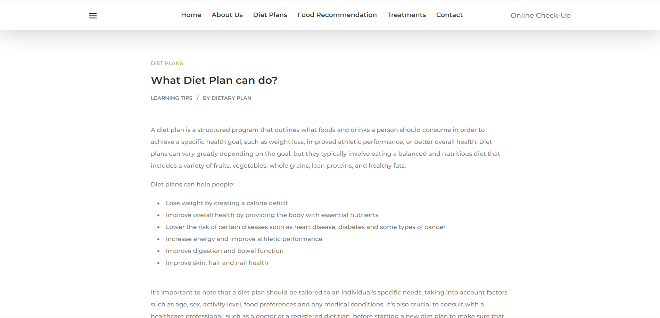 Home About Us Diet Plans Food Recommendation Treatments Contact Online Check-Up
DIET PLANS
What Diet Plan can do?
LEARNING TIPS / BY DIETARY PLAN
A diet plan is a structured program that outlines what foods and drinks a person should consume in order to
achieve a specific health goal, such as weight loss, improved athletic performance, or better overall health. Diet
plans can vary greatly depending on the goal, but they typically involve eating a balanced and nutritious diet that
includes a variety of fruits, vegetables, whole grains, lean proteins, and healthy fats.
Diet plans can help people:
• Lose weight by creating a calorie deficit
• Improve overall health by providing the body with essential nutrients
• Lower the risk of certain diseases such as heart disease, diabetes and some types of cancer
• Increase energy and improve athletic performance
• Improve digestion and bowel function
• improve skin, hair and nail health
It's important to note that a diet plan should be tailored to an individual's specific needs, taking into account factors
such as age, sex, activity level, food preferences and any medical conditions. It's also crucial to consult with a
healthcare professional, such as a doctor or a registered dietitian, before starting a new diet plan to make sure that